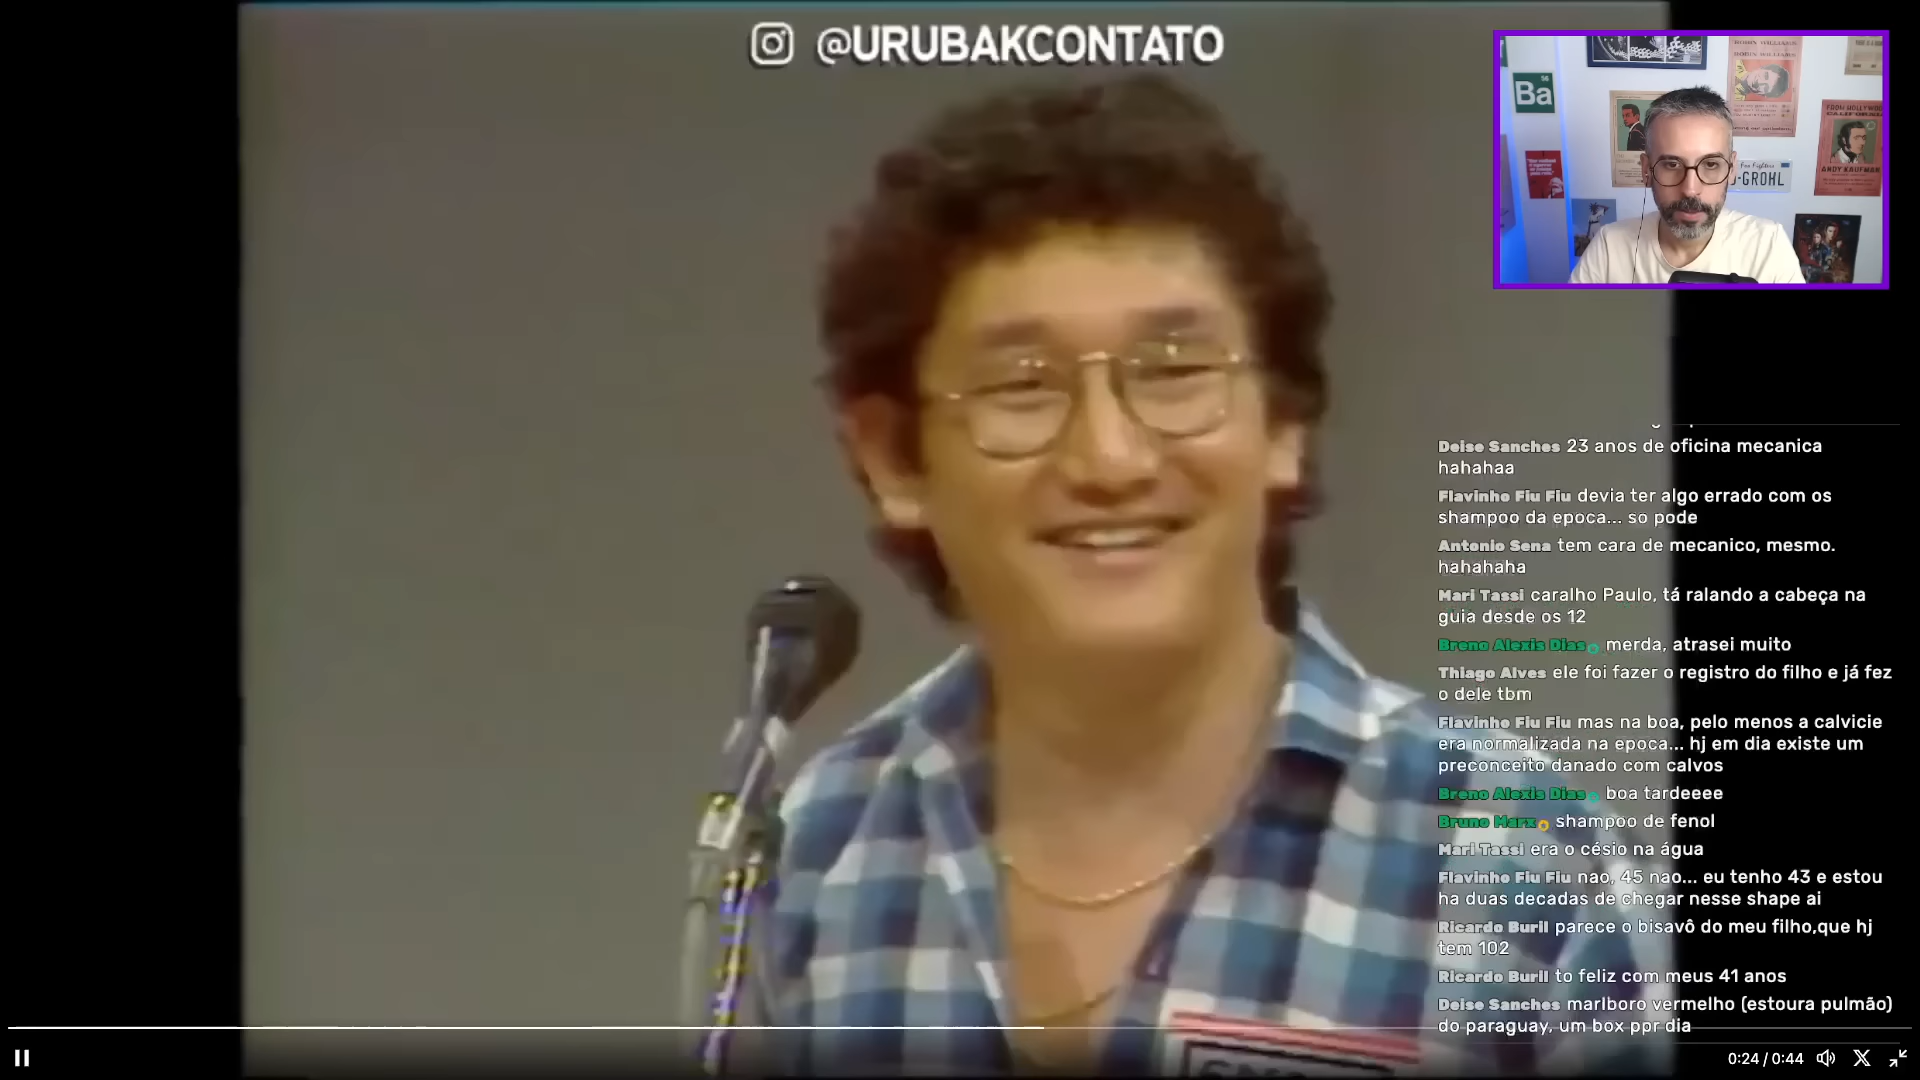 @URUBAKCONTATO
56
Ba
ROBIN WILLIAMS
FROM HOLLYWOOD
CALIFORNIA
ANDY KAUFMAN
Foo Fighters
D-GROHL
Deise Sanches 23 anos de oficina mecanica
hahahaa
Flavinho Fiu Fiu devia ter algo errado com os
shampoo da epoca... so pode
Antonio Sena tem cara de mecanico, mesmo.
hahahaha
Mari Tassi caralho Paulo, tá ralando a cabeça na
guia desde os 12
Breno Alexis Dias merda, atrasei muito
Thiago Alves ele foi fazer o registro do filho e já fez
o dele tbm
Flavinho Fiu Fiu mas na boa, pelo menos a calvicie
era normalizada na epoca... hj em dia existe um
preconceito danado com calvos
Breno Alexis Dias boa tardeeee
Bruno Marx shampoo de fenol
Mari Tassi era o césio na água
Flavinho Fiu Fiu nao, 45 nao... eu tenho 43 e estou
ha duas decadas de chegar nesse shape ai
Ricardo Buril parece o bisavô do meu filho,que hj
tem 102
Ricardo Buril to feliz com meus 41 anos
Deise Sanches marlboro vermelho (estoura pulmão)
do paraguay, um box ppr dia
0:24 / 0:44